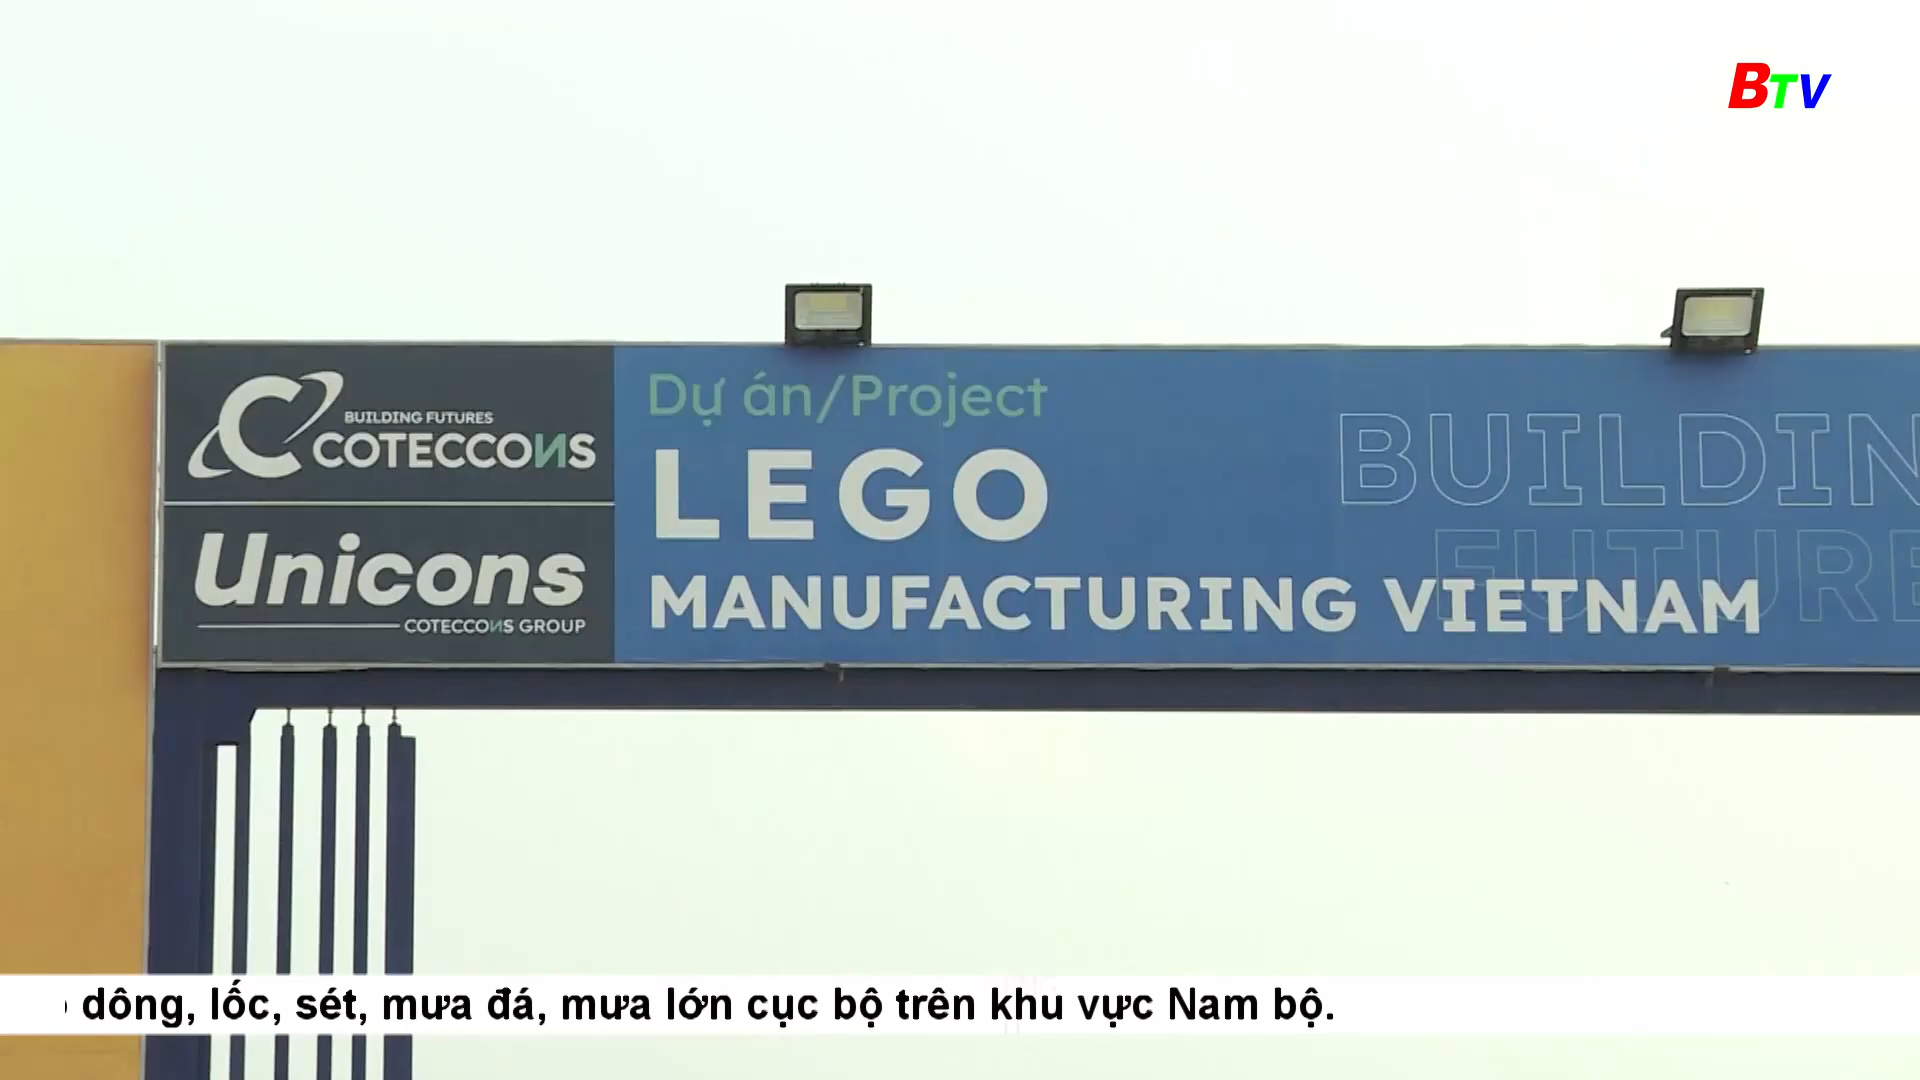 BTV
BUILDING FUTURES
COTECCONS
Unicons
COTECCONS GROUP
Dự án/Project
LEGO
MANUFACTURING VIETNAM
BUILDIN
FUTURE
dông, lốc, sét, mưa đá, mưa lớn cục bộ trên khu vực Nam bộ.